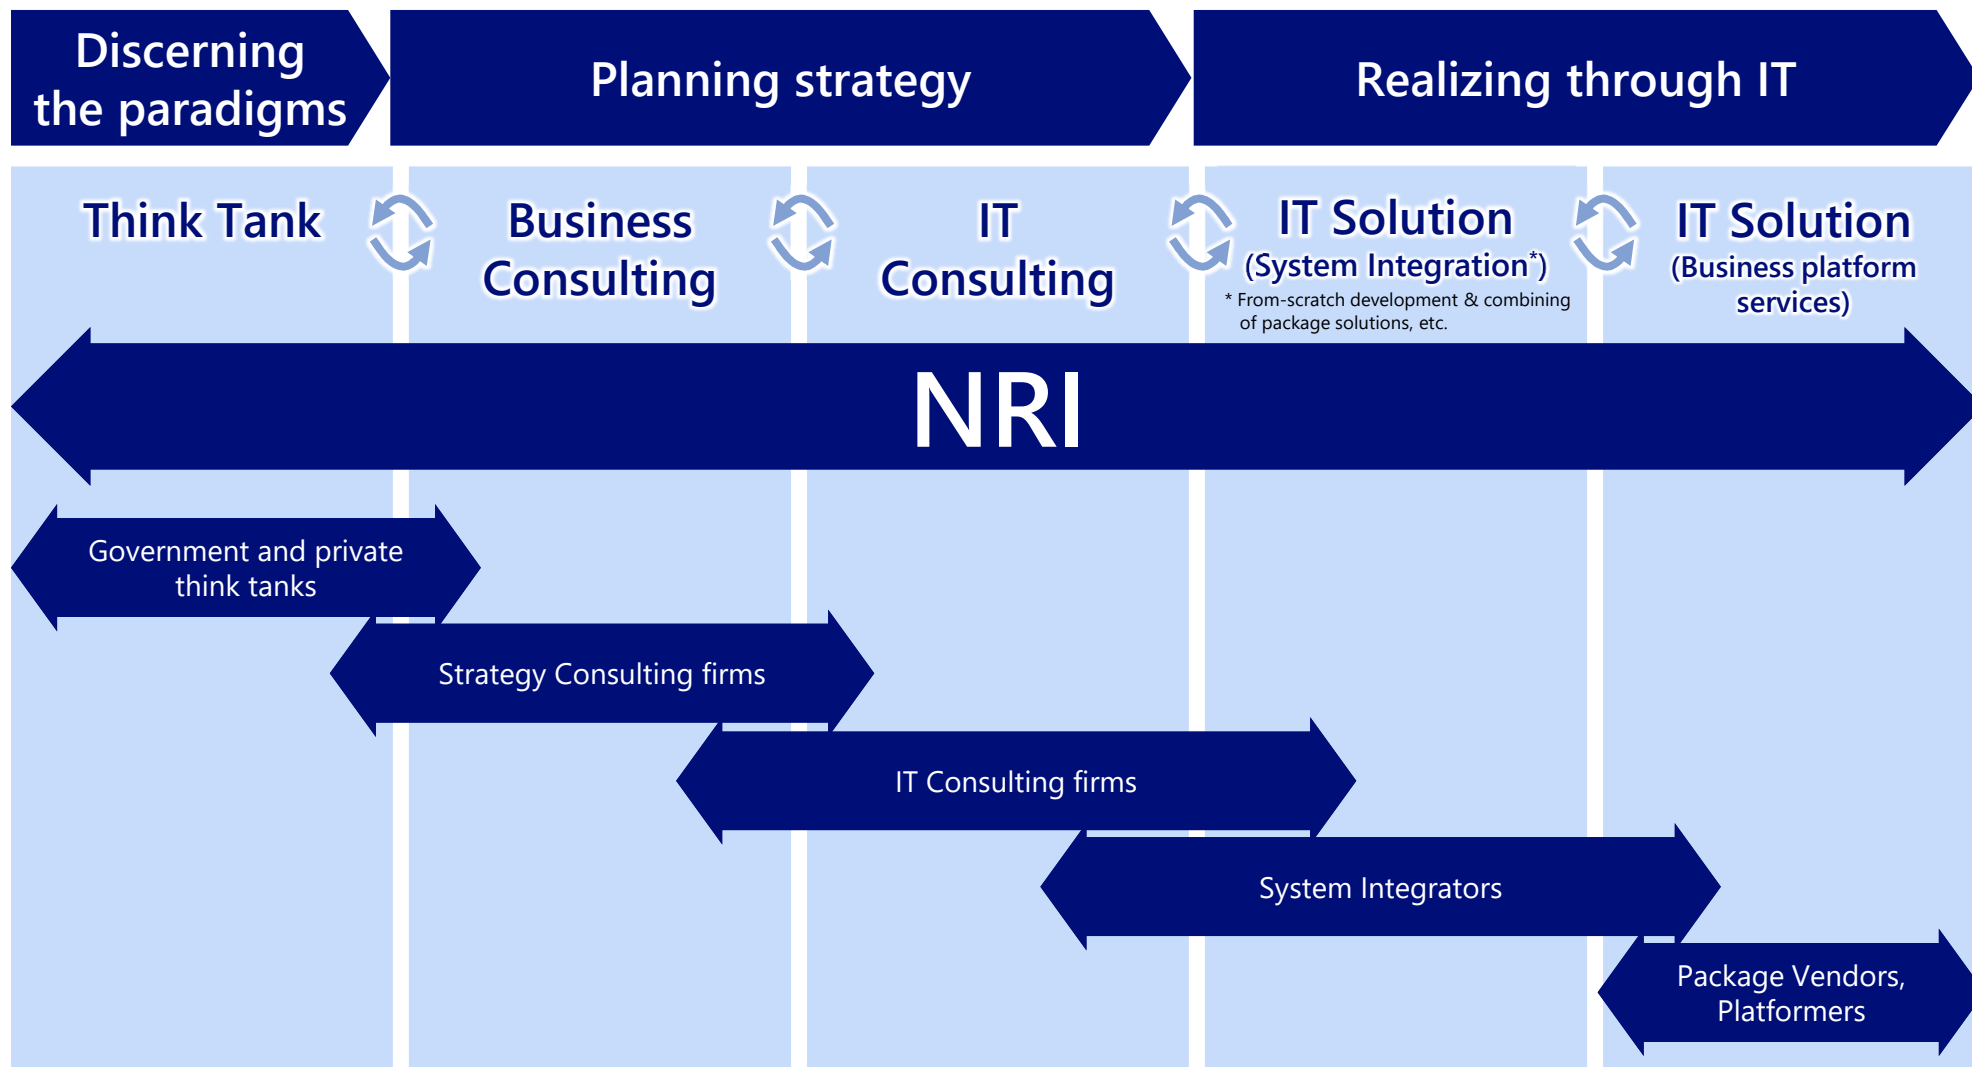 Discerning
the paradigms
Planning strategy
Realizing through IT
Think Tank
Business
Consulting
IT
Consulting
IT Solution
(System Integration*)
* From-scratch development & combining
of package solutions, etc.
IT Solution
(Business platform
services)
NRI
Government and private
think tanks
Strategy Consulting firms
IT Consulting firms
System Integrators
Package Vendors,
Platformers